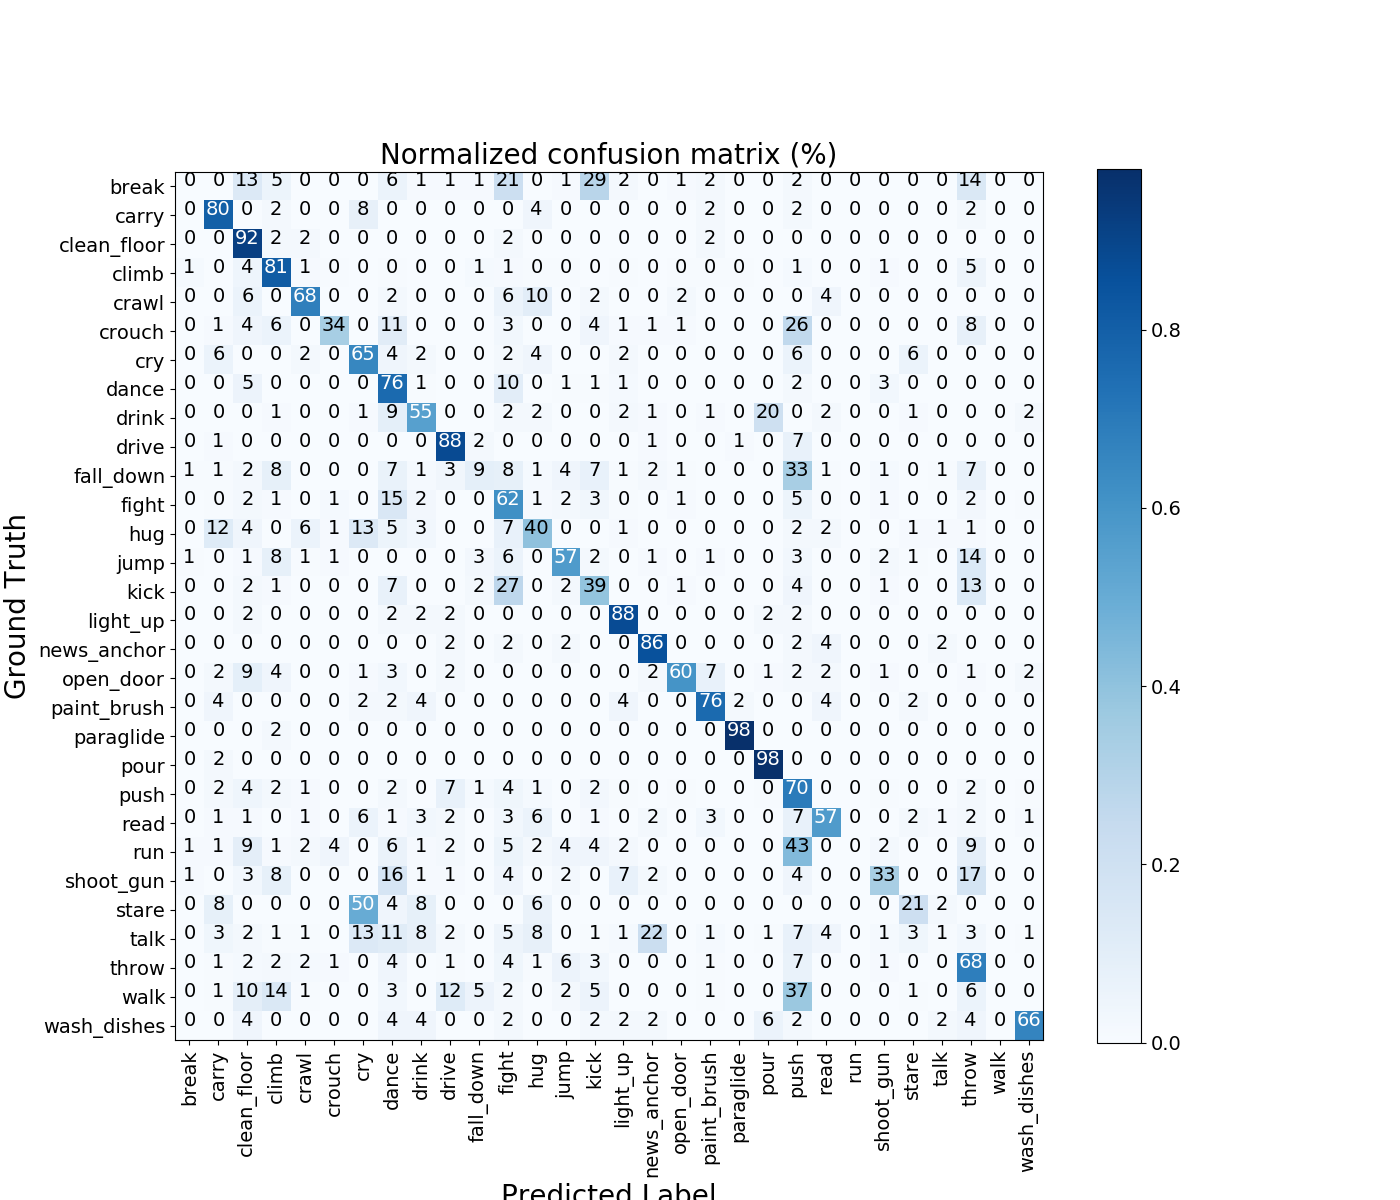 Normalized confusion matrix (%)
break 0 0 13 5 0 0 0 6 1 1 1 21 0 1 29 2 0 1 2 0 0 2 0 0 0 0 0 14 0 0
carry 0 80 0 2 0 0 8 0 0 0 0 0 4 0 0 0 0 0 2 0 0 2 0 0 0 0 0 2 0 0
clean_floor 0 0 92 2 2 0 0 0 0 0 0 2 0 0 0 0 0 0 2 0 0 0 0 0 0 0 0 0 0 0
climb 1 0 4 81 1 0 0 0 0 0 1 1 0 0 0 0 0 0 0 0 0 1 0 0 1 0 0 5 0 0
crawl 0 0 6 0 68 0 0 2 0 0 0 6 10 0 2 0 0 2 0 0 0 0 4 0 0 0 0 0 0 0
crouch 0 1 4 6 0 34 0 11 0 0 0 3 0 0 4 1 1 1 0 0 0 26 0 0 0 0 0 8 0 0
cry 0 6 0 0 2 0 65 4 2 0 0 2 4 0 0 2 0 0 0 0 0 6 0 0 0 6 0 0 0 0
dance 0 0 5 0 0 0 0 76 1 0 0 10 0 1 1 1 0 0 0 0 0 2 0 0 3 0 0 0 0 0
drink 0 0 0 1 0 0 1 9 55 0 0 2 2 0 0 2 1 0 1 0 20 0 2 0 0 1 0 0 0 2
drive 0 1 0 0 0 0 0 0 0 88 2 0 0 0 0 0 1 0 0 1 0 7 0 0 0 0 0 0 0 0
fall_down 1 1 2 8 0 0 0 7 1 3 9 8 1 4 7 1 2 1 0 0 0 33 1 0 1 0 1 7 0 0
fight 0 0 2 1 0 1 0 15 2 0 0 62 1 2 3 0 0 1 0 0 0 5 0 0 1 0 0 2 0 0
hug 0 12 4 0 6 1 13 5 3 0 0 7 40 0 0 1 0 0 0 0 0 2 2 0 0 1 1 1 0 0
jump 1 0 1 8 1 1 0 0 0 0 3 6 0 57 2 0 1 0 1 0 0 3 0 0 2 1 0 14 0 0
kick 0 0 2 1 0 0 0 7 0 0 2 27 0 2 39 0 0 1 0 0 0 4 0 0 1 0 0 13 0 0
light_up 0 0 2 0 0 0 0 2 2 2 0 0 0 0 0 88 0 0 0 0 2 2 0 0 0 0 0 0 0 0
news_anchor 0 0 0 0 0 0 0 0 0 2 0 2 0 2 0 0 86 0 0 0 0 2 4 0 0 0 2 0 0 0
open_door 0 2 9 4 0 0 1 3 0 2 0 0 0 0 0 0 2 60 7 0 1 2 2 0 1 0 0 1 0 2
paint_brush 0 4 0 0 0 0 2 2 4 0 0 0 0 0 0 4 0 0 76 2 0 0 4 0 0 2 0 0 0 0
paraglide 0 0 0 2 0 0 0 0 0 0 0 0 0 0 0 0 0 0 0 98 0 0 0 0 0 0 0 0 0 0
pour 0 2 0 0 0 0 0 0 0 0 0 0 0 0 0 0 0 0 0 0 98 0 0 0 0 0 0 0 0 0
push 0 2 4 2 1 0 0 2 0 7 1 4 1 0 2 0 0 0 0 0 0 70 0 0 0 0 0 2 0 0
read 0 1 1 0 1 0 6 1 3 2 0 3 6 0 1 0 2 0 3 0 0 7 57 0 0 2 1 2 0 1
run 1 1 9 1 2 4 0 6 1 2 0 5 2 4 4 2 0 0 0 0 0 43 0 0 2 0 0 9 0 0
shoot_gun 1 0 3 8 0 0 0 16 1 1 0 4 0 2 0 7 2 0 0 0 0 4 0 0 33 0 0 17 0 0
stare 0 8 0 0 0 0 50 4 8 0 0 0 6 0 0 0 0 0 0 0 0 0 0 0 0 21 2 0 0 0
talk 0 3 2 1 1 0 13 11 8 2 0 5 8 0 1 1 22 0 1 0 1 7 4 0 1 3 1 3 0 1
throw 0 1 2 2 2 1 0 4 0 1 0 4 1 6 3 0 0 0 1 0 0 7 0 0 1 0 0 68 0 0
walk 0 1 10 14 1 0 0 3 0 12 5 2 0 2 5 0 0 0 1 0 0 37 0 0 0 1 0 6 0 0
wash_dishes 0 0 4 0 0 0 0 4 4 0 0 2 0 0 2 2 2 0 0 0 6 2 0 0 0 0 2 4 0 66
Ground Truth
break carry clean_floor climb crawl crouch cry dance drink drive fall_down fight hug jump kick light_up news_anchor open_door paint_brush paraglide pour push read run shoot_gun stare talk throw walk wash_dishes
Predicted Label
0.8
0.6
0.4
0.2
0.0